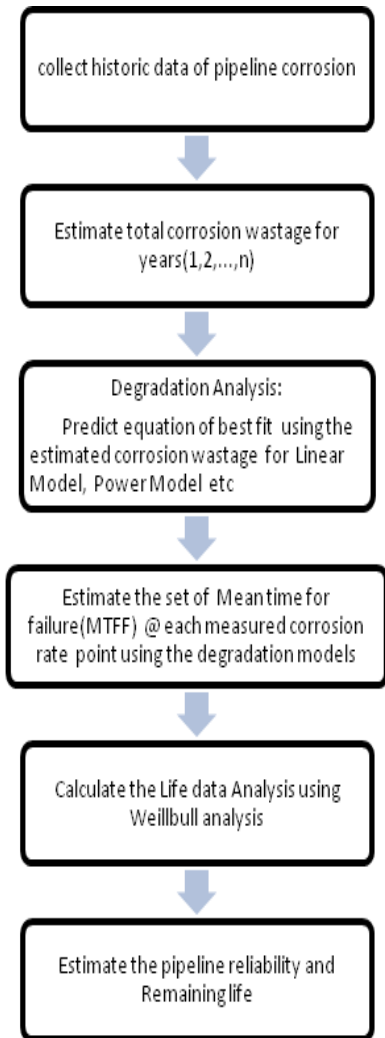 collect historic data of pipeline corrosion
Estimate total corrosion wastage for
years(1,2,...,n)
Degradation Analysis:
Predict equation of best fit using the
estimated corrosion wastage for Linear
Model, Power Model etc
Estimate the set of Mean time for
failure(MTFF) @ each measured corrosion
rate point using the degradation models
Calculate the Life data Analysis using
Weillbull analysis
Estimate the pipeline reliability and
Remaining life